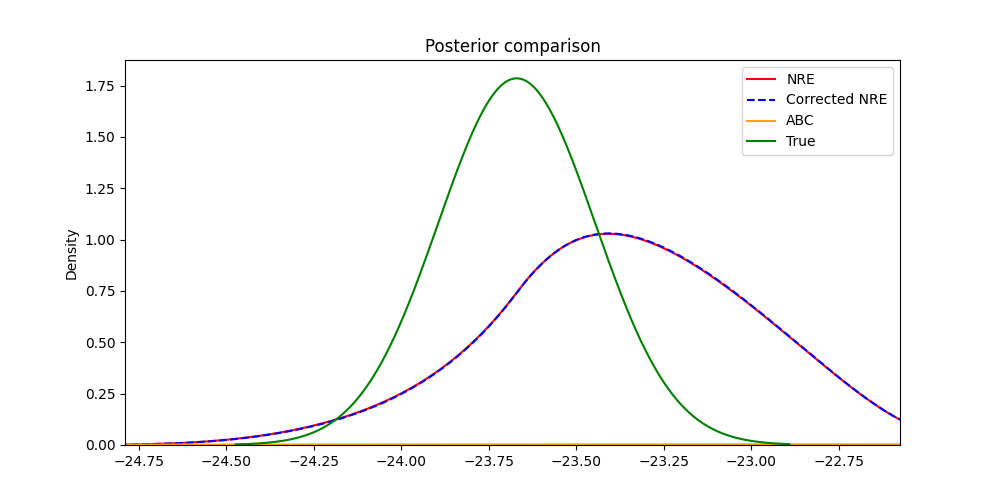 Posterior comparison
NRE
Corrected NRE
ABC
True
Density
1.75
1.50
1.25
1.00
0.75
0.50
0.25
0.00
−24.75
−24.50
−24.25
−24.00
−23.75
−23.50
−23.25
−23.00
−22.75